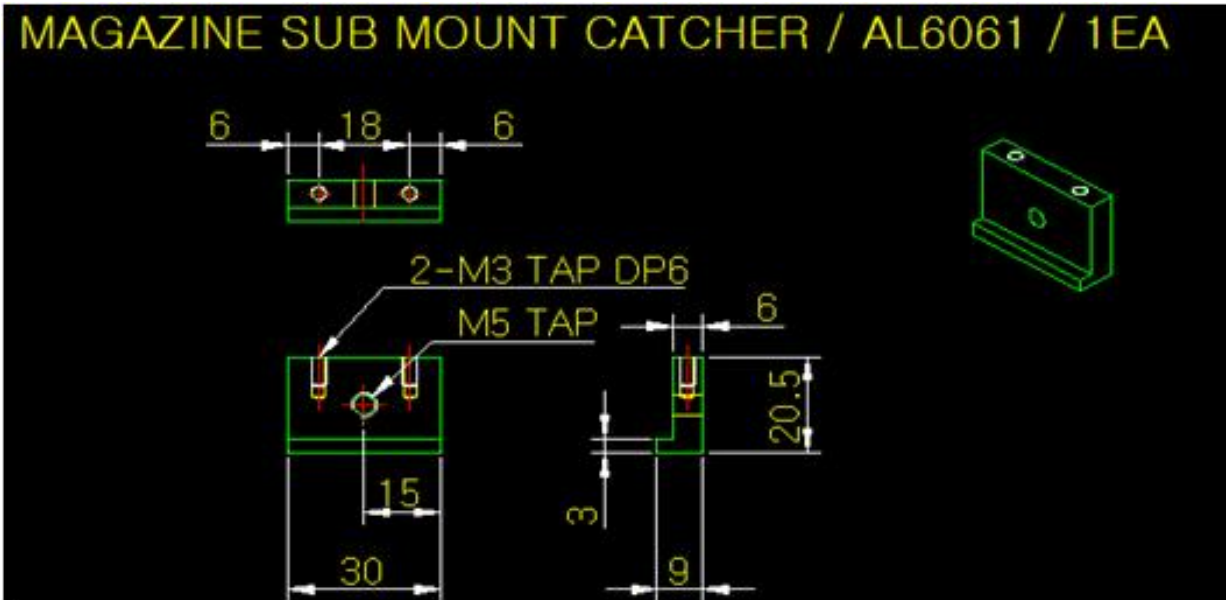 MAGAZINE SUB MOUNT CATCHER / AL6061 / 1EA
6 18 6
2-M3 TAP DP6
M5 TAP
6
20.5
15
3
30
9